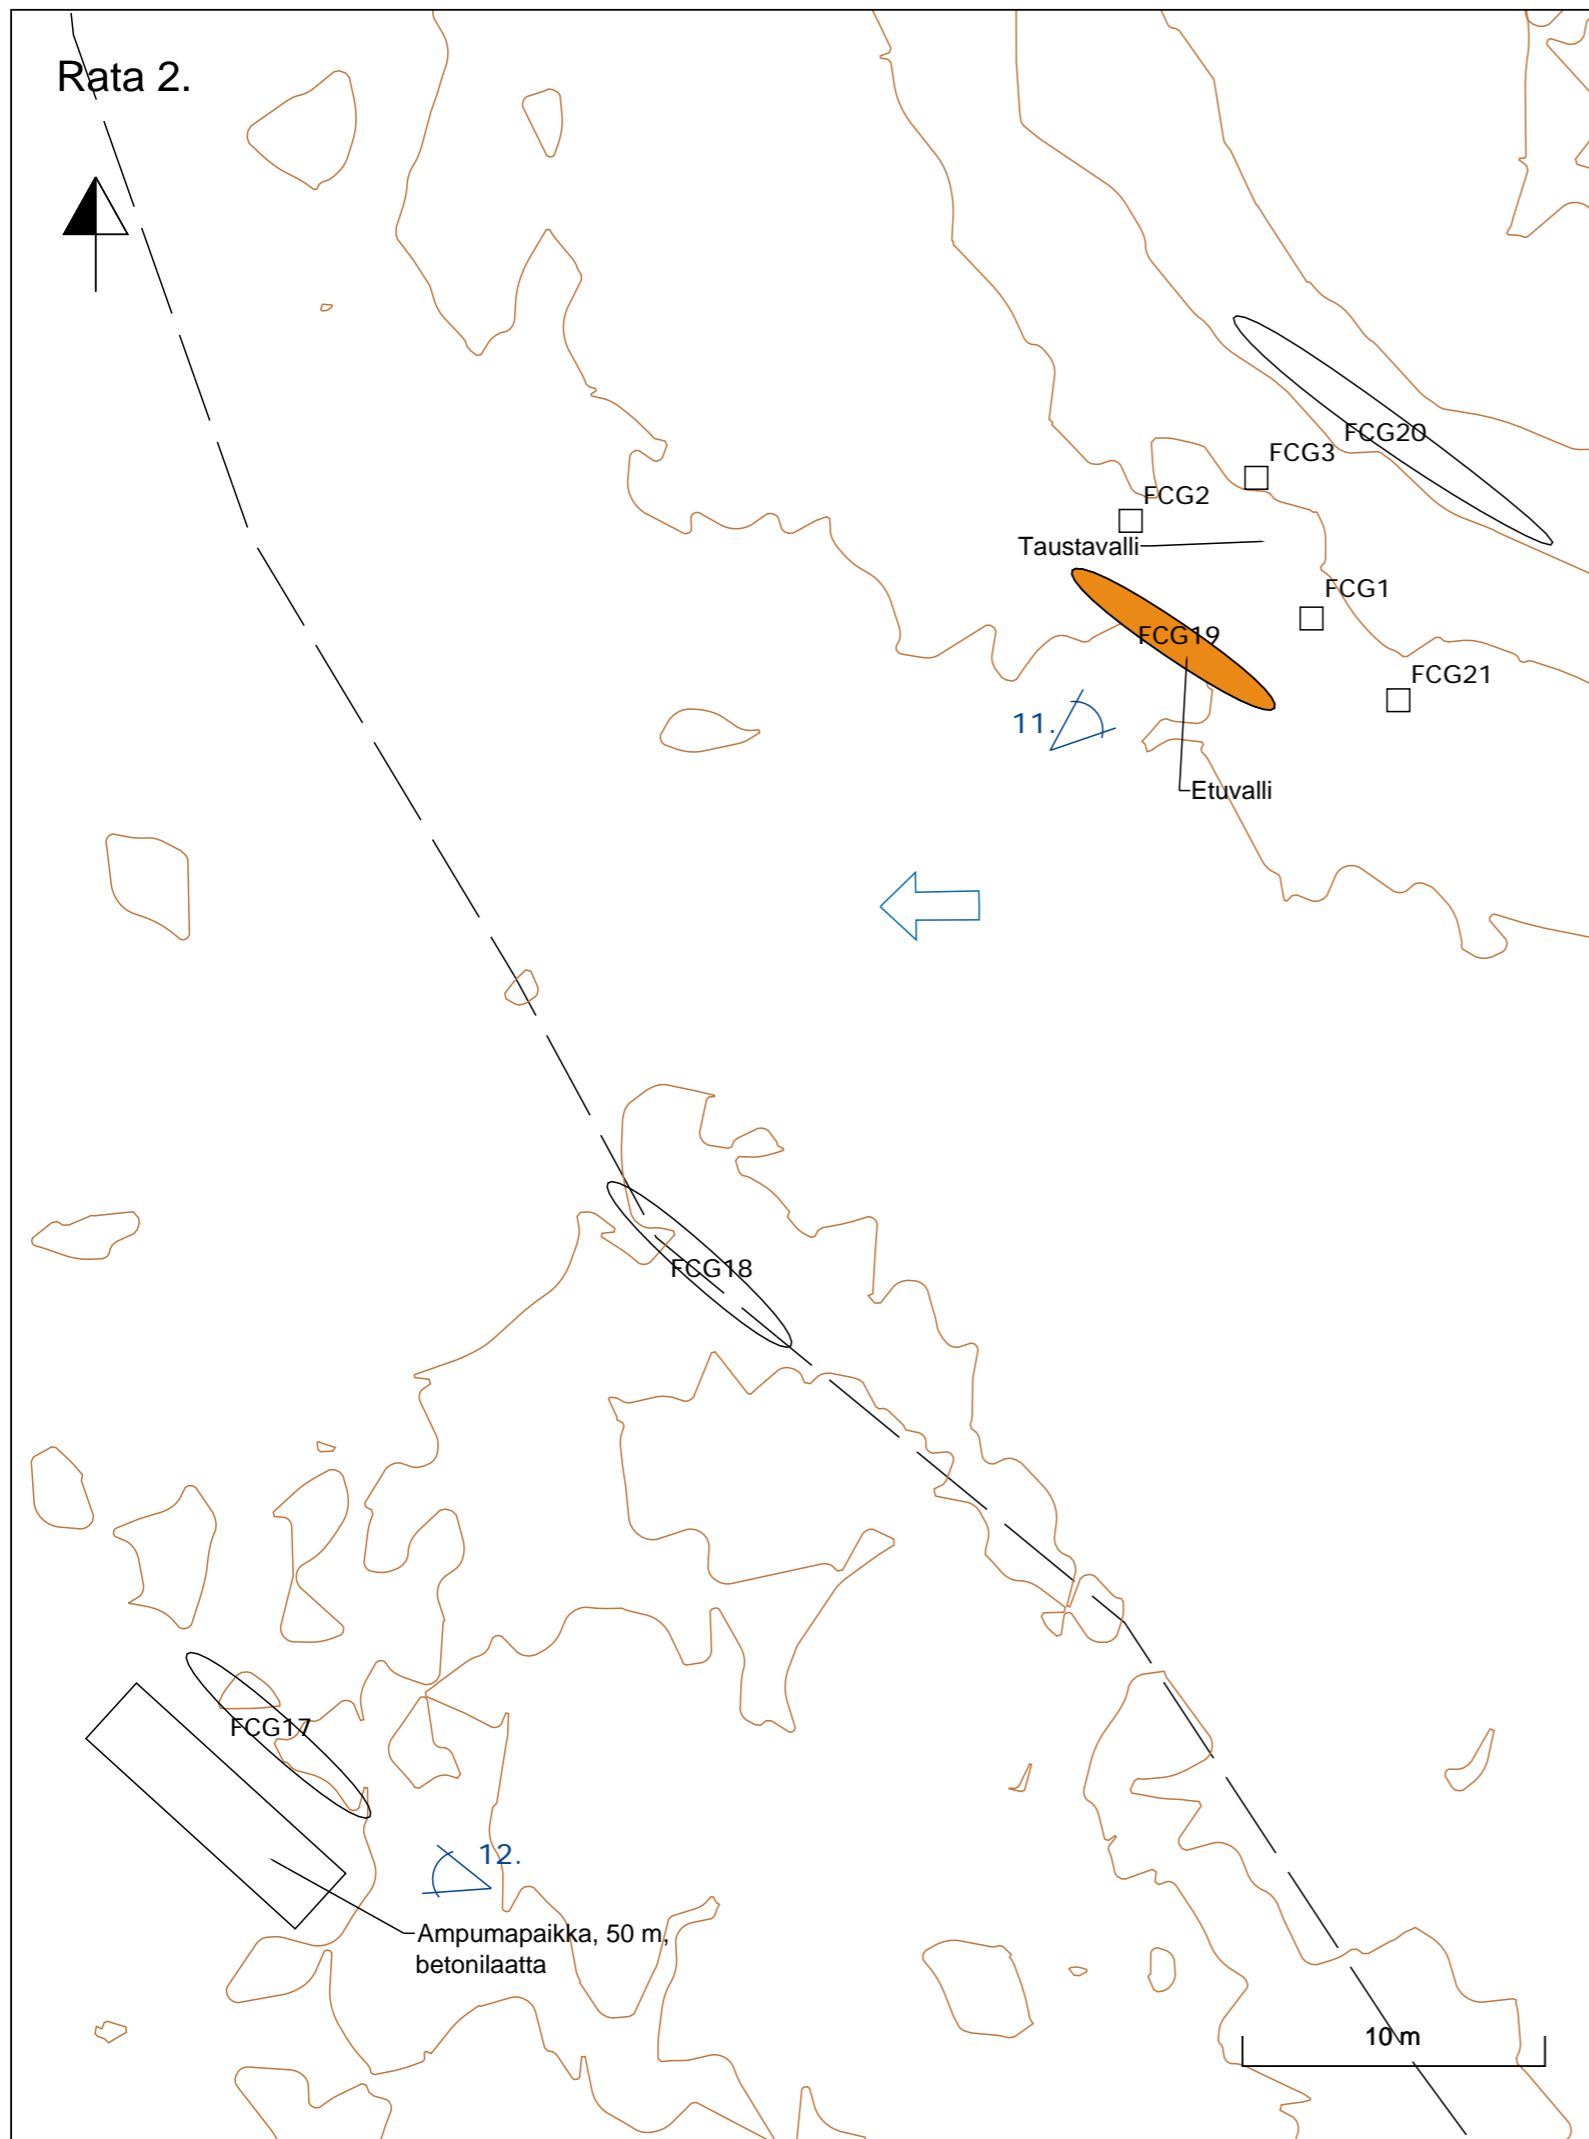 Rata 2.
FCG20
FCG3
FCG2
Taustavalli
FCG1
FCG19
FCG21
11.
Etuvalli
FCG18
FCG17
12.
Ampumapaikka, 50 m,
betonilaatta
10 m